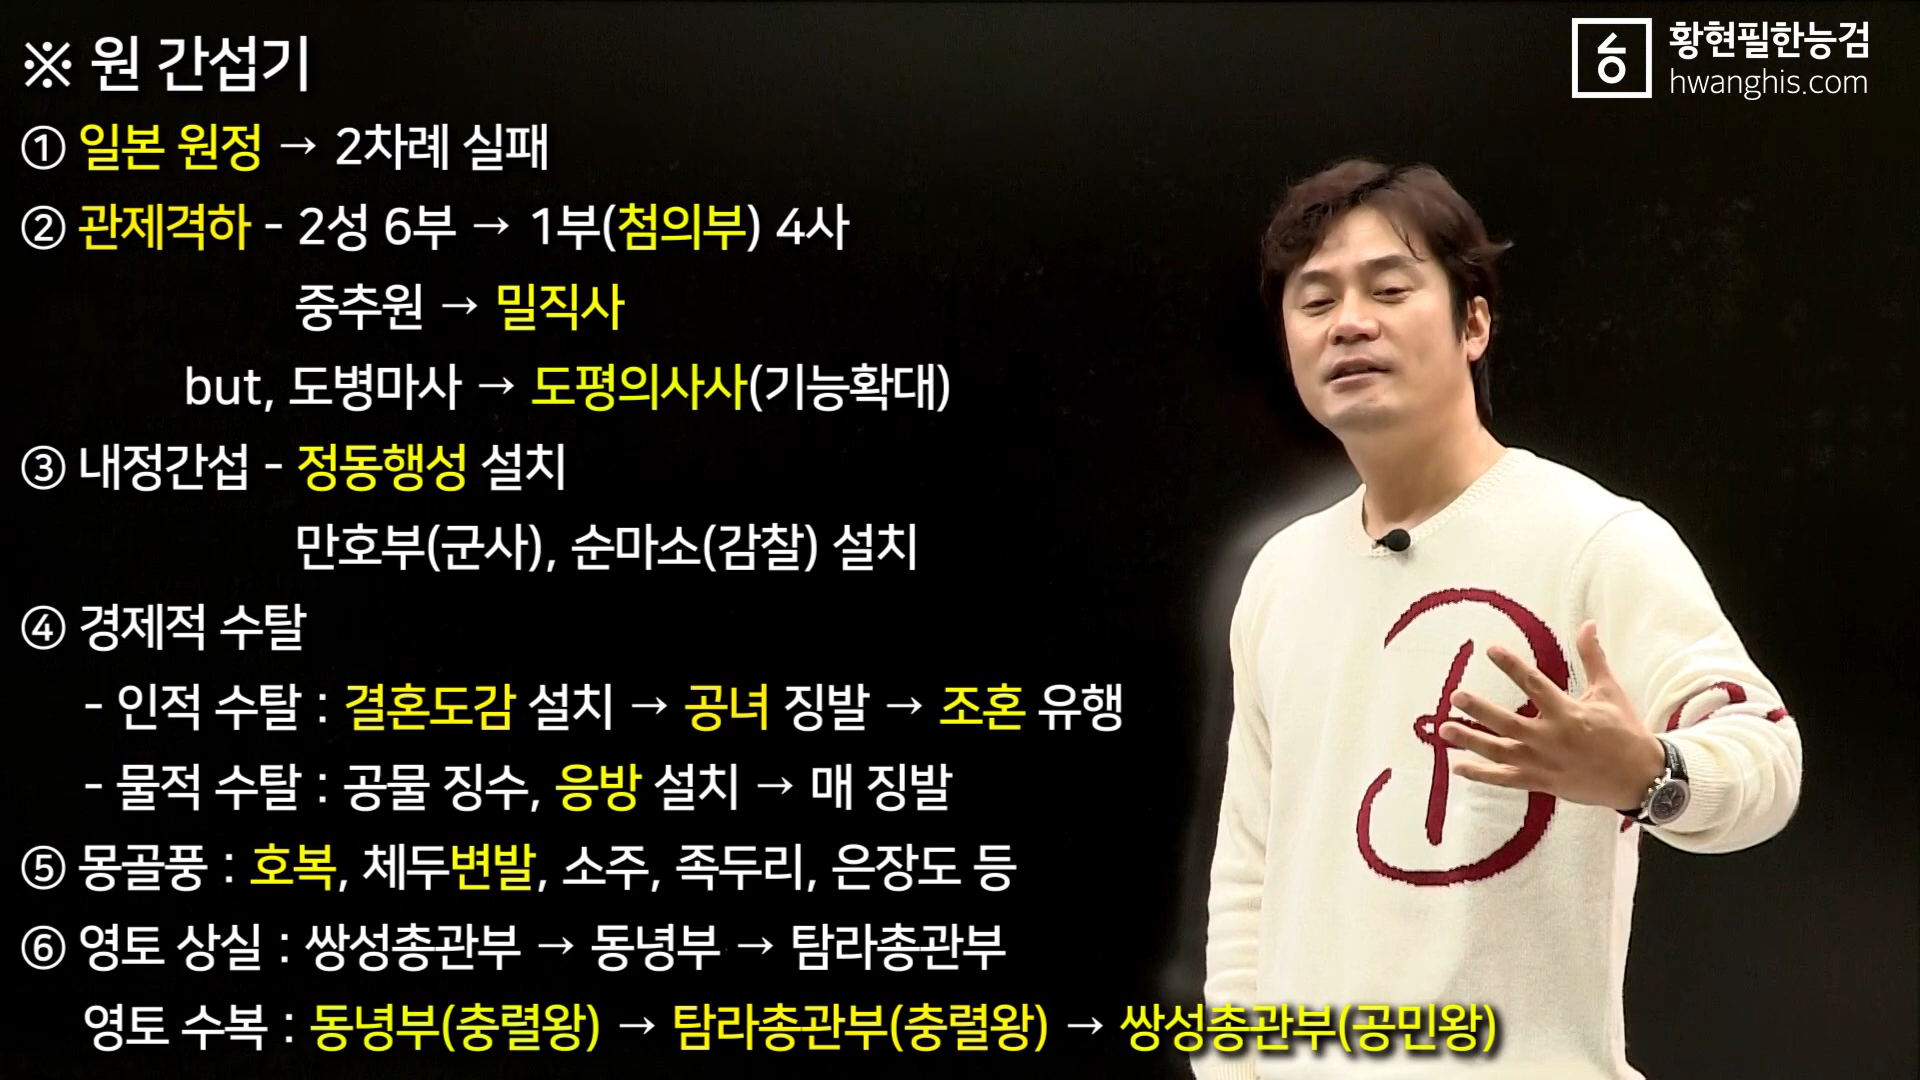 ※ 원 간섭기
황현필한능검
hwanghis.com
① 일본 원정 → 2차례 실패
② 관제격하 - 2성 6부 → 1부(첨의부) 4사
중추원 → 밀직사
but, 도병마사 → 도평의사사(기능확대)
③ 내정간섭 - 정동행성 설치
만호부(군사), 순마소(감찰) 설치
④ 경제적 수탈
- 인적 수탈 : 결혼도감 설치 → 공녀 징발 → 조혼 유행
- 물적 수탈 : 공물 징수, 응방 설치 → 매 징발
⑤ 몽골풍 : 호복, 체두변발, 소주, 족두리, 은장도 등
⑥ 영토 상실 : 쌍성총관부 → 동녕부 → 탐라총관부
영토 수복 : 동녕부(충렬왕) → 탐라총관부(충렬왕) → 쌍성총관부(공민왕)